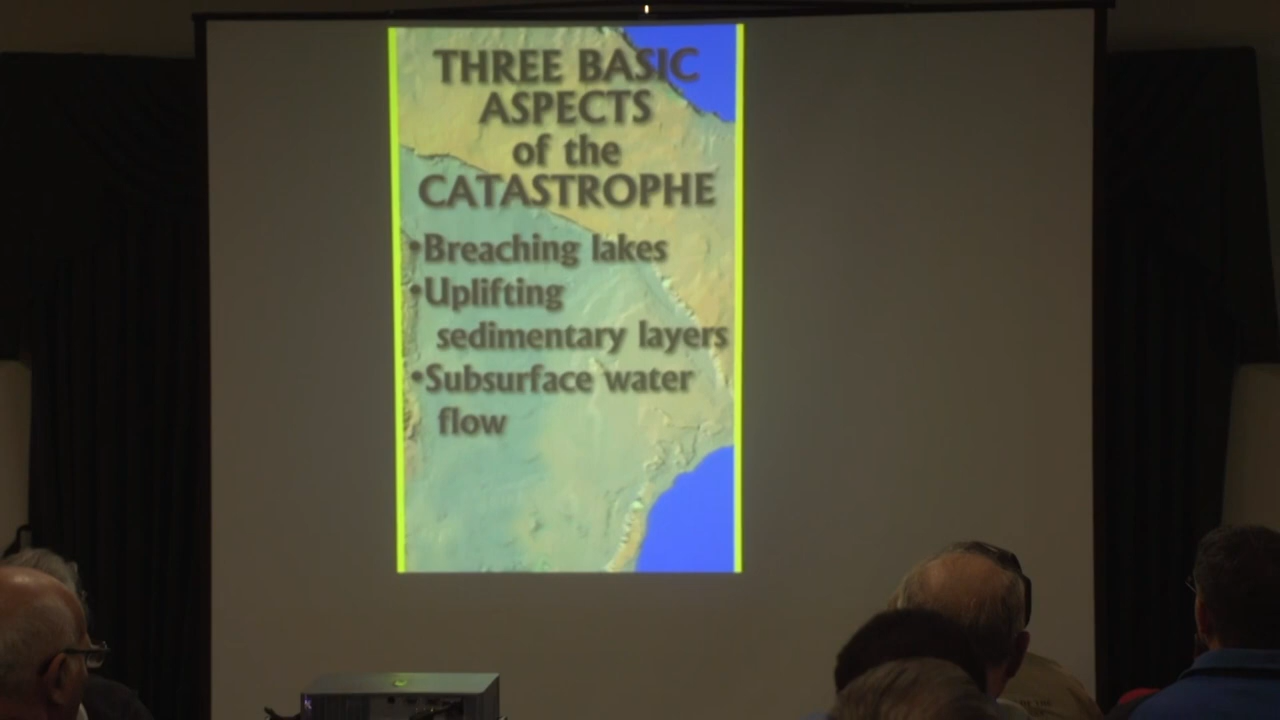 THREE BASIC
ASPECTS
of the
CATASTROPHE
•Breaching lakes
•Uplifting
sedimentary layers
•Subsurface water
flow